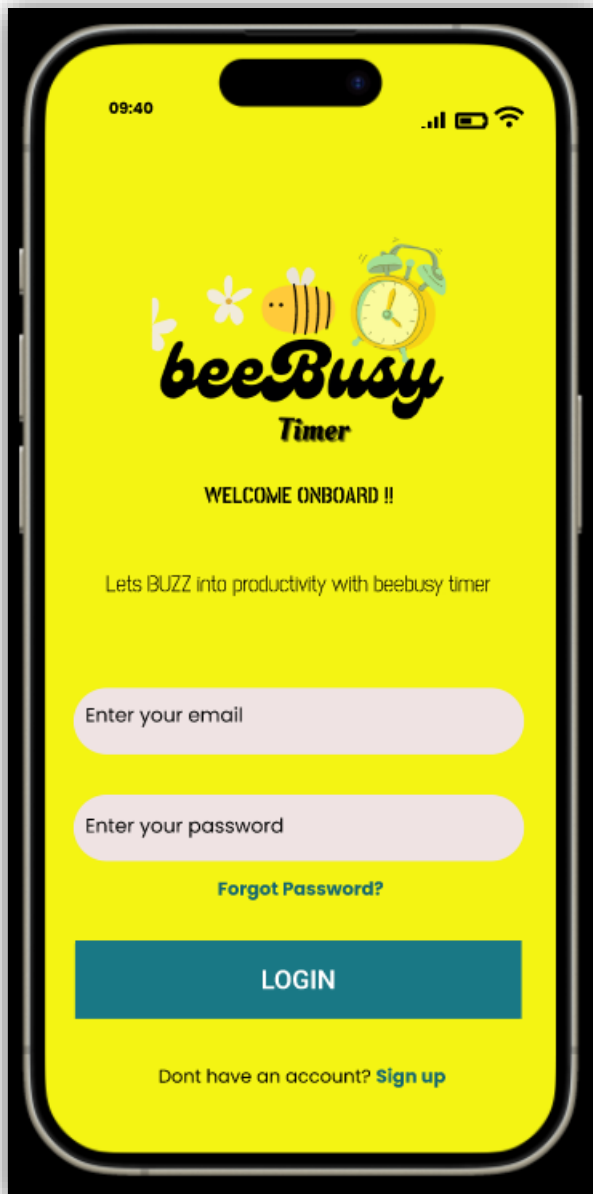 09:40
beeBusy
Timer
WELCOME ONBOARD !!
Lets BUZZ into productivity with beebusy timer
Enter your email
Enter your password
Forgot Password?
LOGIN
Dont have an account? Sign up